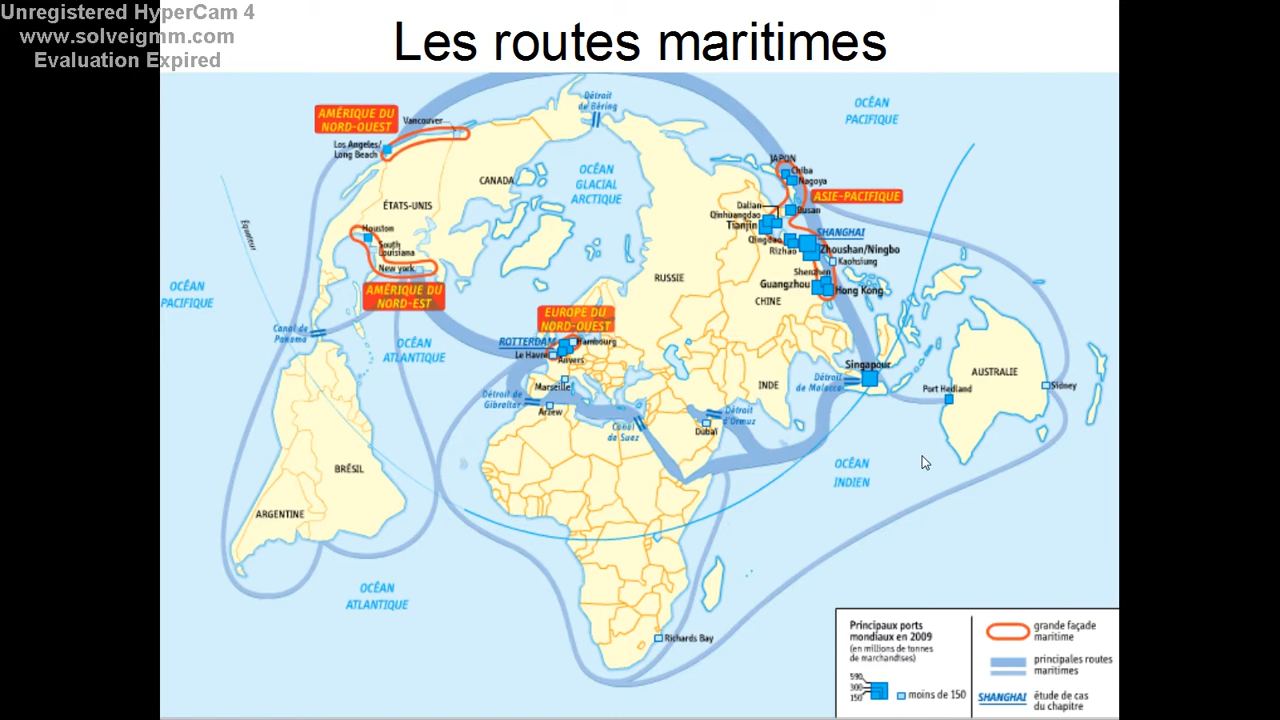 Unregistered HyperCam 4
www.solveigmm.com
Evaluation Expired
Les routes maritimes
Détroit
de Béring
OCÉAN
PACIFIQUE
AMÉRIQUE DU
NORD-OUEST
Vancouver
Los Angeles/
Long Beach
JAPON
Chiba
Nagoya
CANADA
OCÉAN
GLACIAL
ARCTIQUE
ASIE-PACIFIQUE
ÉTATS-UNIS
Dalian
Qinhuangdao
Tianjin
Busan
Équateur
Houston
South
Louisiana
New york
Qingdao
Rizhao
SHANGHAI
Zhoushan/Ningbo
Kaohsiung
RUSSIE
Shenzhen
Guangzhou
Hong Kong
CHINE
OCÉAN
PACIFIQUE
AMÉRIQUE DU
NORD-EST
EUROPE DU
NORD-OUEST
Canal de
Panama
OCÉAN
ATLANTIQUE
ROTTERDAM
Hambourg
Le Havre
Anvers
Singapour
AUSTRALIE
Marseille
INDE
Détroit
de Malacca
Port Hedland
Sidney
Détroit de
Gibraltar
Arzew
Canal
de Suez
Détroit
d'Ormuz
Dubaï
BRÉSIL
OCÉAN
INDIEN
ARGENTINE
OCÉAN
ATLANTIQUE
Richards Bay
Principaux ports
mondiaux en 2009
(en millions de tonnes
de marchandises)
590
300
150
moins de 150
grande façade
maritime
principales routes
maritimes
SHANGHAI
étude de cas
du chapitre